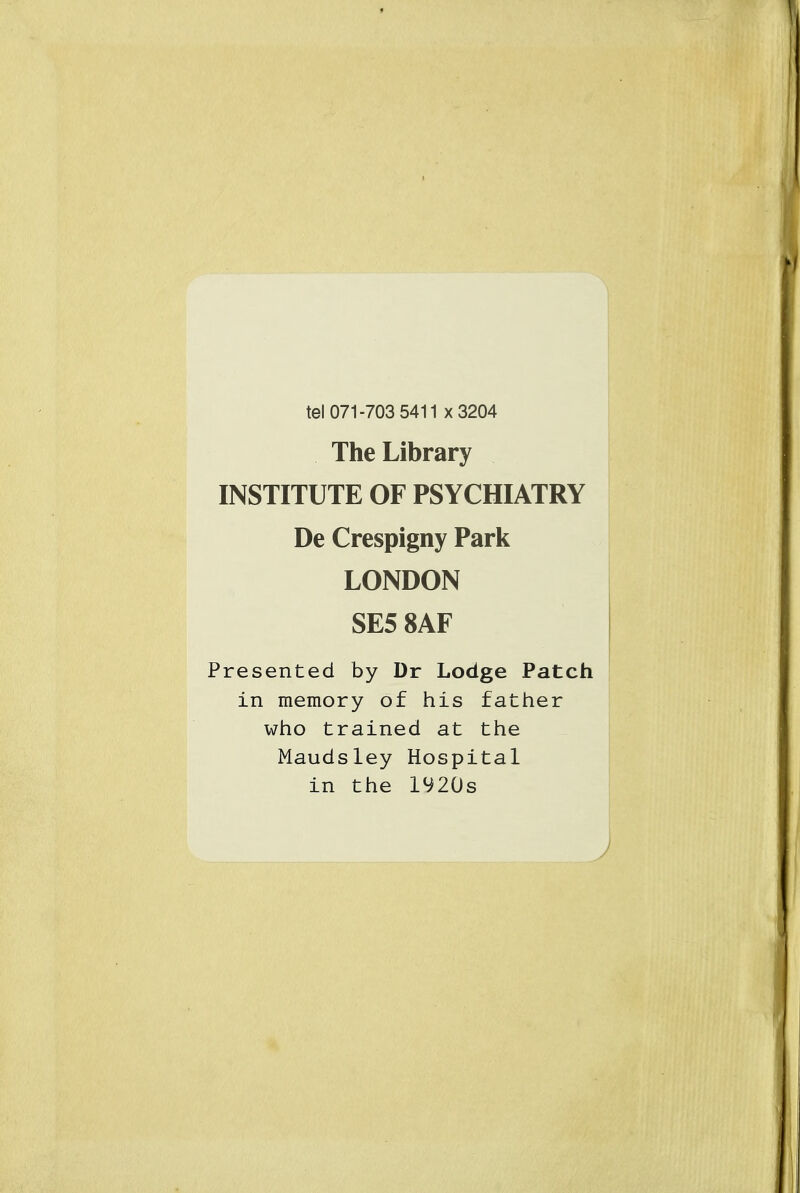 tel 071-703 5411 x 3204
The Library
INSTITUTE OF PSYCHIATRY
De Crespigny Park
LONDON
SE5 8AF
Presented by Dr Lodge Patch
in memory of his father
who trained at the
Maudsley Hospital
in the 1920s